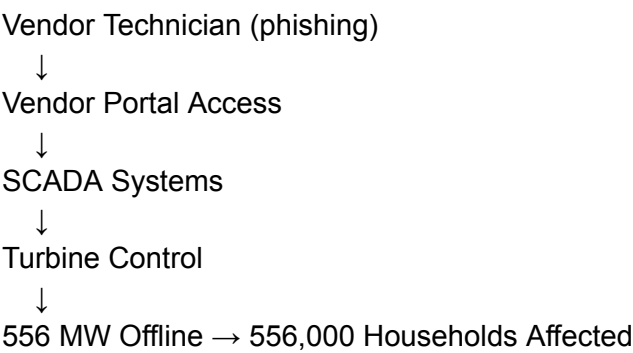 Vendor Technician (phishing)
↓
Vendor Portal Access
↓
SCADA Systems
↓
Turbine Control
↓
556 MW Offline → 556,000 Households Affected